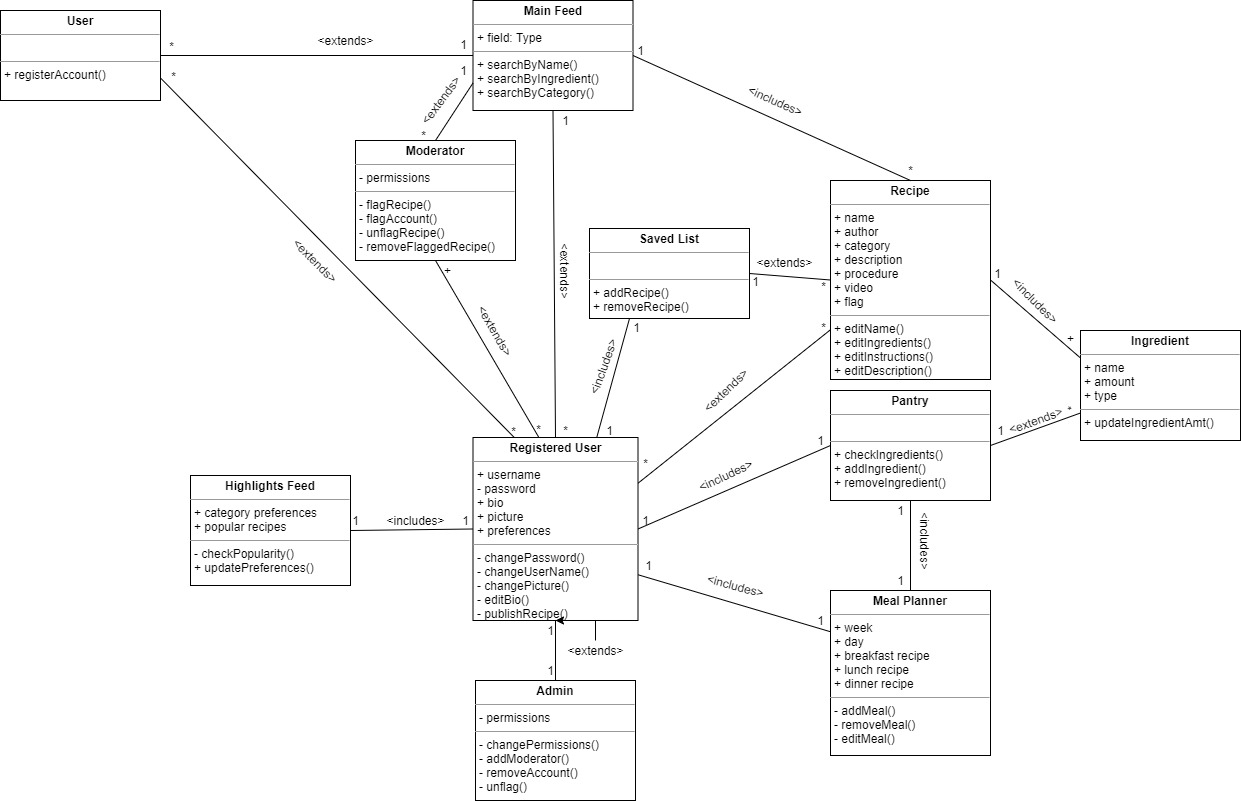 User
+ registerAccount()
*
<extends>
1
*
Main Feed
+ field: Type
+ searchByName()
+ searchByIngredient()
+ searchByCategory()
1
<extends>
*
1
1
<includes>
*
Moderator
- permissions
- flagRecipe()
- flagAccount()
- unflagRecipe()
- removeFlaggedRecipe()
+
<extends>
*
<extends>
*
<extends>
*
Saved List
+ addRecipe()
+ removeRecipe()
<extends>
1
*
1
<includes>
1
Recipe
+ name
+ author
+ category
+ description
+ procedure
+ video
+ flag
+ editName()
+ editIngredients()
+ editInstructions()
+ editDescription()
*
<extends>
*
1
<includes>
+
Ingredient
+ name
+ amount
+ type
+ updateIngredientAmt()
Pantry
+ checkIngredients()
+ addIngredient()
+ removeIngredient()
1
<extends>
*
1
<includes>
1
1
<includes>
1
Registered User
+ username
- password
+ bio
+ picture
+ preferences
- changePassword()
- changeUserName()
- changePicture()
- editBio()
- publishRecipe()
Highlights Feed
+ category preferences
+ popular recipes
- checkPopularity()
+ updatePreferences()
1
<includes>
1
1
<includes>
1
Meal Planner
+ week
+ day
+ breakfast recipe
+ lunch recipe
+ dinner recipe
- addMeal()
- removeMeal()
- editMeal()
1
<extends>
1
Admin
- permissions
- changePermissions()
- addModerator()
- removeAccount()
- unflag()